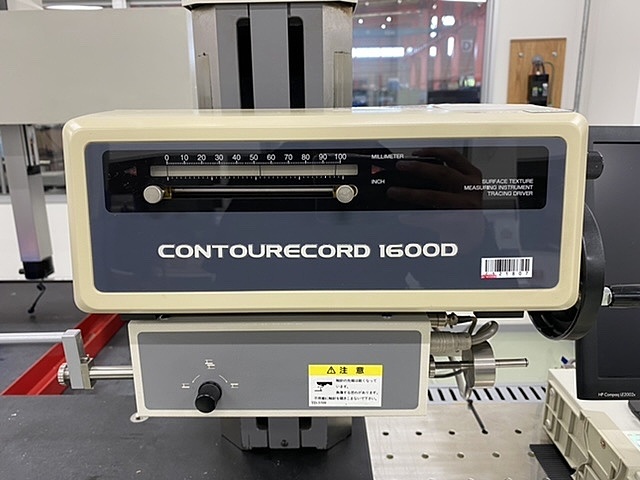 0 10 20 30 40 50 60 70 80 90 100
MILLIMETER
INCH
SURFACE TEXTURE
MEASURING INSTRUMENT
TRACING DRIVER
CONTOURECORD 1600D
注意
hp Compaq LE2002x